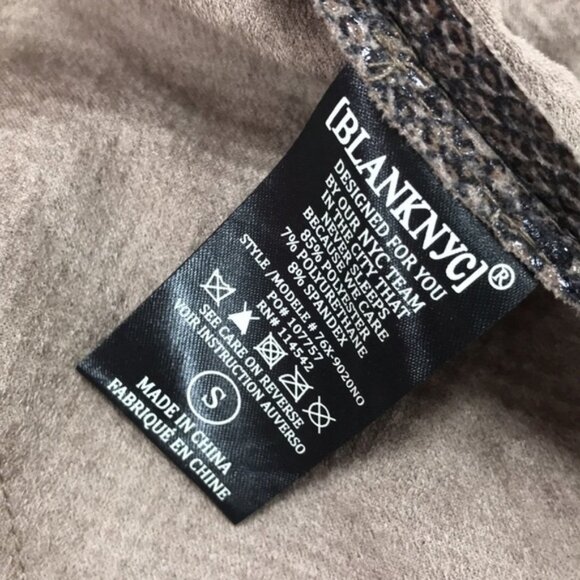 [BLANKNYC]®
DESIGNED FOR YOU
BY OUR NYC TEAM
IN THE CITY THAT
NEVER SLEEPS
BECAUSE WE CARE
85% POLYESTER
7% POLYURETHANE
8% SPANDEX
STYLE /MODELE # 76X-9020NO
PO# 107757
RN# 114542
SEE CARE ON REVERSE
VOIR INSTRUCTION AUVERSO
S
MADE IN CHINA
FABRIQUÉ EN CHINE